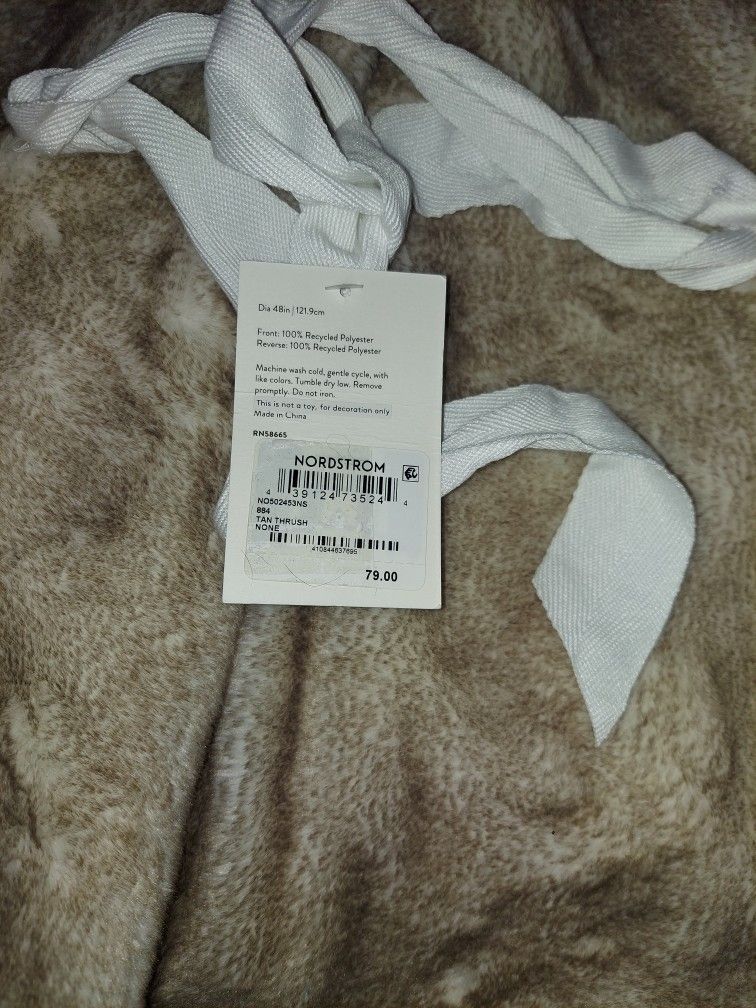 Dia 48in | 121.9cm
Front: 100% Recycled Polyester
Reverse: 100% Recycled Polyester
Machine wash cold, gentle cycle, with
like colors. Tumble dry low. Remove
promptly. Do not iron.
This is not a toy, for decoration only
Made in China
RN58665
NORDSTROM
4 39124 73524 4
NO502453NS
884
TAN THRUSH
NONE
410844637695
79.00